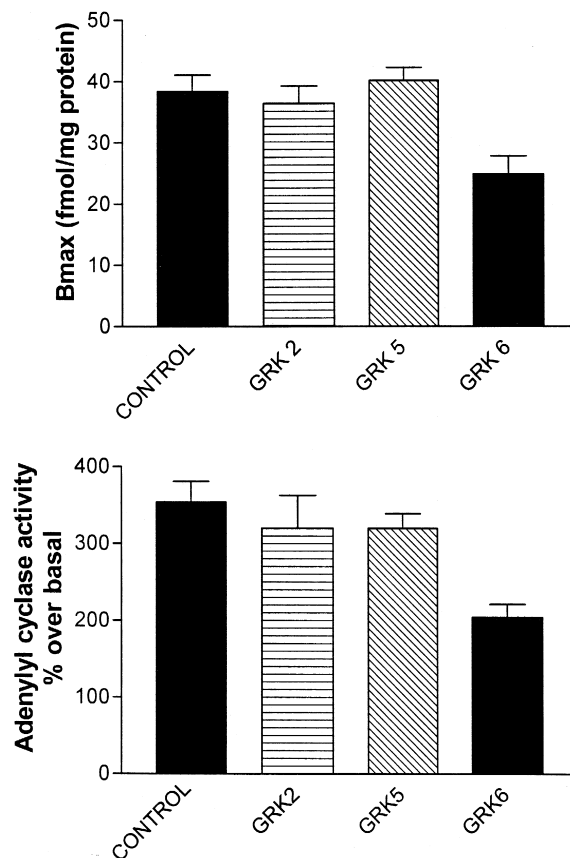 Bmax (fmol/mg protein)
50
40
30
20
10
0
CONTROL
GRK 2
GRK 5
GRK 6
Adenylyl cyclase activity
% over basal
400
300
200
100
0
CONTROL
GRK2
GRK5
GRK6